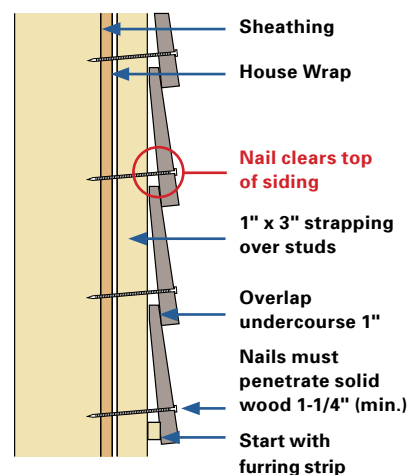 Sheathing
House Wrap
Nail clears top
of siding
1" x 3" strapping
over studs
Overlap
undercourse 1"
Nails must
penetrate solid
wood 1-1/4" (min.)
Start with
furring strip